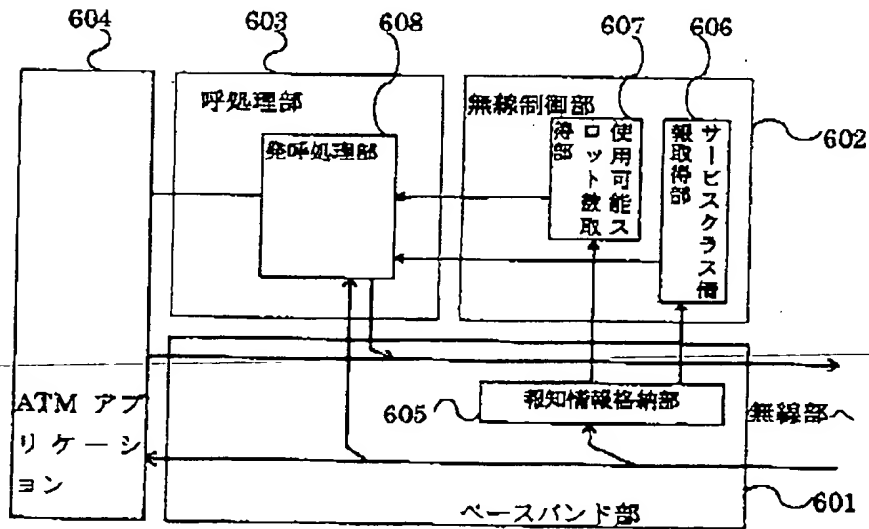 604
603
608
607
606
呼処理部
発呼処理部
無線制御部
使用可能ス
ロット数取
得部
サービスクラス情
報取得部
602
ATM アプ
リケーシ
ョン
605
報知情報格納部
無線部へ
ベースバンド部
601